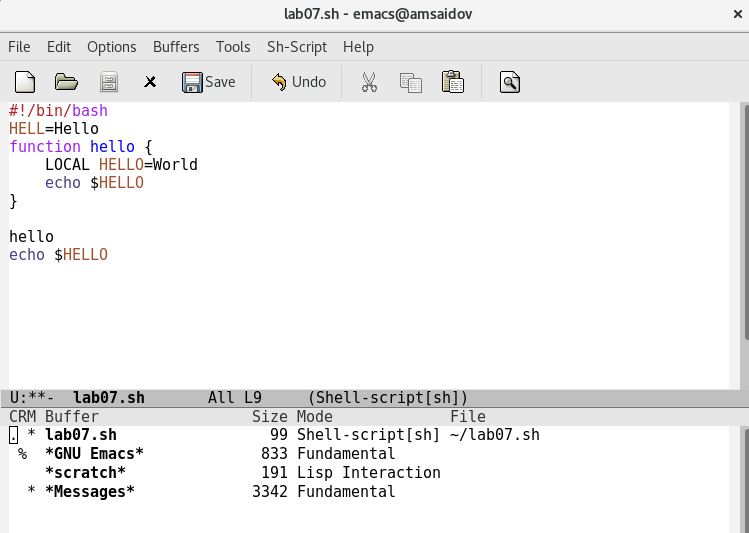 lab07.sh - emacs@amsaidov ×
File Edit Options Buffers Tools Sh-Script Help
Save Undo
#!/bin/bash
HELL=Hello
function hello {
    LOCAL HELLO=World
    echo $HELLO
}
hello
echo $HELLO
U:**-  lab07.sh       All L9     (Shell-script[sh])
CRM Buffer                 Size Mode             File
. * lab07.sh                 99 Shell-script[sh] ~/lab07.sh
 %  *GNU Emacs*             833 Fundamental
    *scratch*               191 Lisp Interaction
  * *Messages*             3342 Fundamental